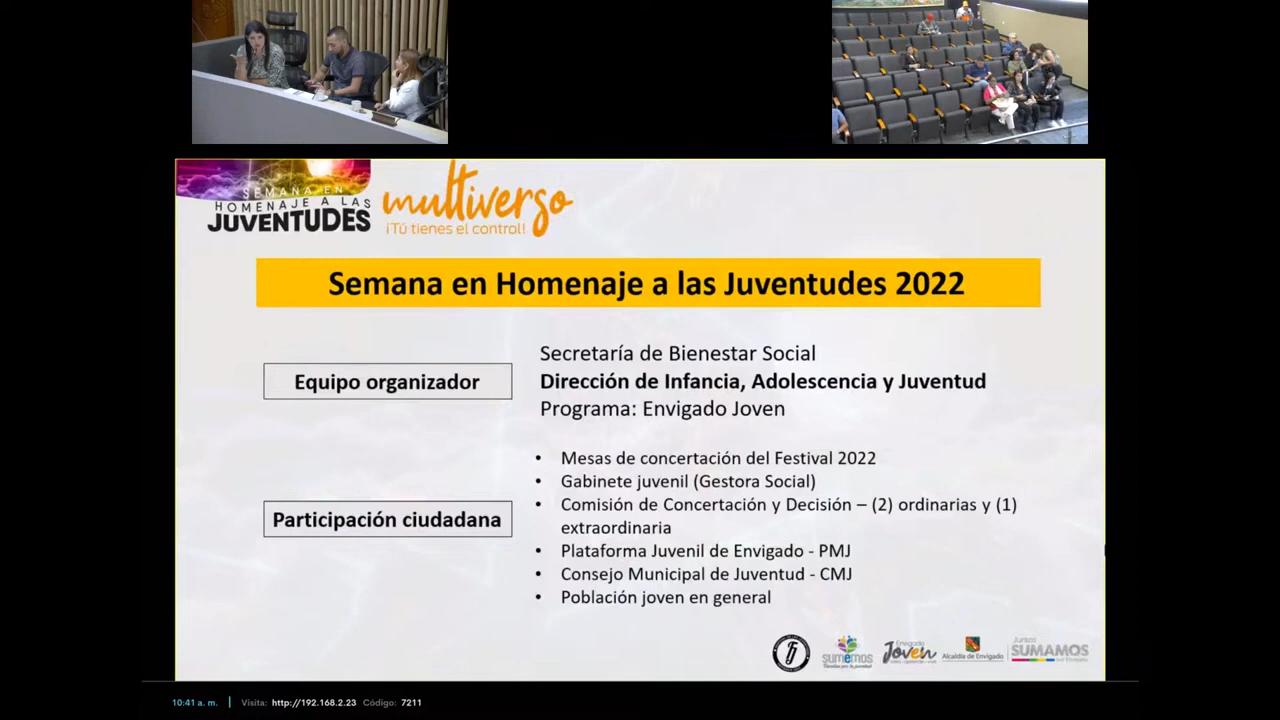 SEMANA EN
HOMENAJE A LAS
JUVENTUDES
multiverso
¡Tú tienes el control!
Semana en Homenaje a las Juventudes 2022
Equipo organizador
Secretaría de Bienestar Social
Dirección de Infancia, Adolescencia y Juventud
Programa: Envigado Joven
Participación ciudadana
• Mesas de concertación del Festival 2022
• Gabinete juvenil (Gestora Social)
• Comisión de Concertación y Decisión – (2) ordinarias y (1)
extraordinaria
• Plataforma Juvenil de Envigado - PMJ
• Consejo Municipal de Juventud - CMJ
• Población joven en general
sumemos
Envigado
Joven
Alcaldía de Envigado
Juntos
SUMAMOS
por Envigado
10:41 a. m. | Visita: http://192.168.2.23 Código: 7211